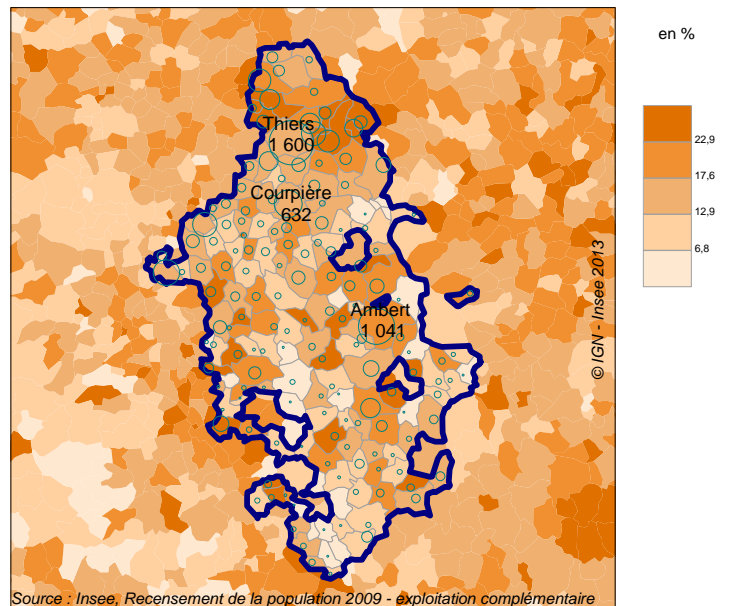 en %
22,9
17,6
12,9
6,8
Thiers
1 600
Courpière
632
Ambert
1 041
© IGN - Insee 2013
Source : Insee, Recensement de la population 2009 - exploitation complémentaire